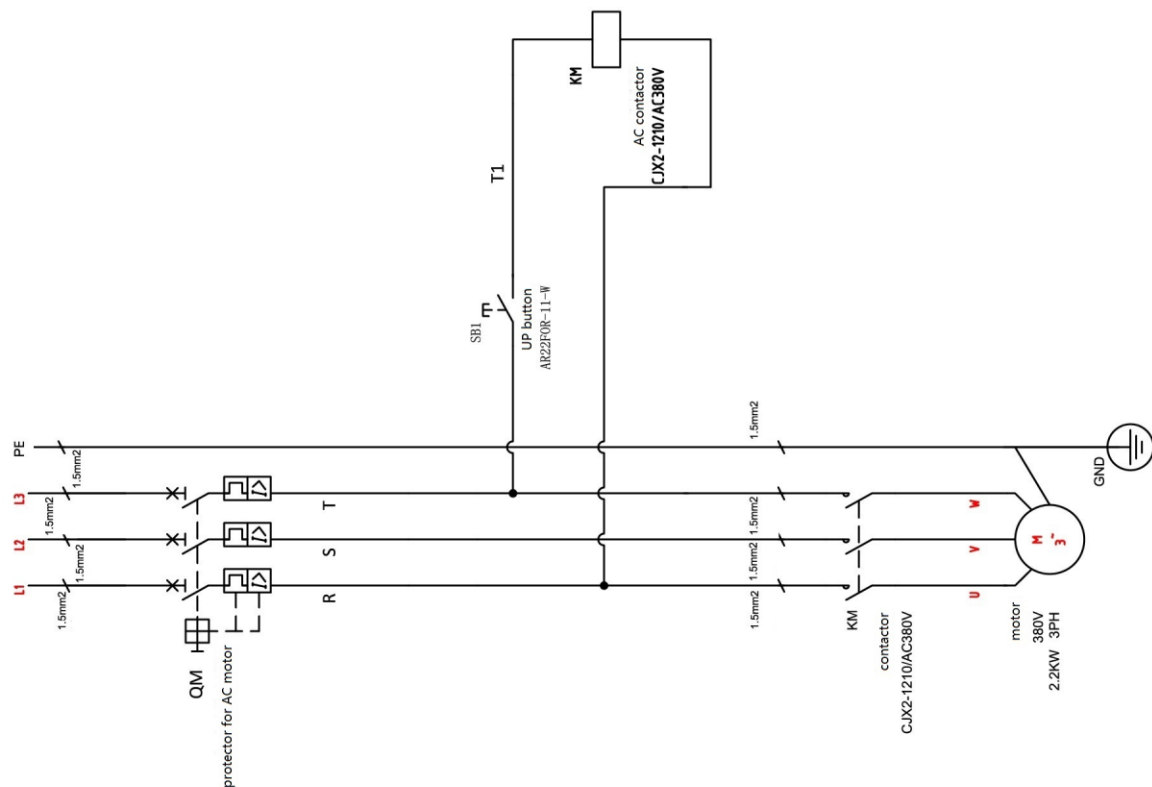 KM
AC contactor
CJX2-1210/AC380V
T1
SB1
UP button
AR22F0R-11-W
PE
1.5mm2
1.5mm2
GND
L3
1.5mm2
T
1.5mm2
W
L2
1.5mm2
S
1.5mm2
V
M
3~
L1
1.5mm2
R
1.5mm2
U
QM
protector for AC motor
KM
contactor
CJX2-1210/AC380V
motor
380V
2.2KW 3PH
1.5mm2